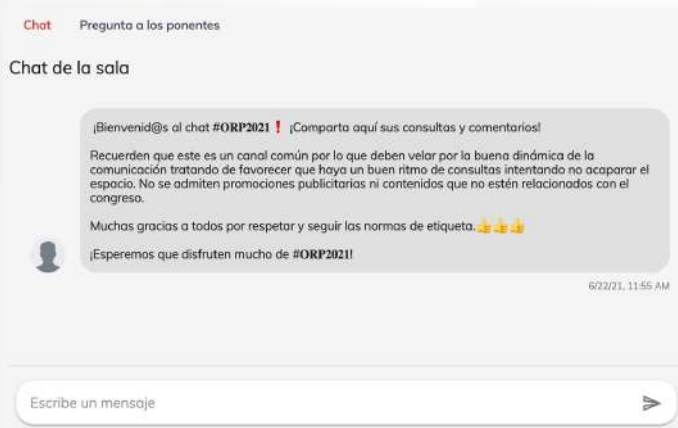 Chat Pregunta a los ponentes
Chat de la sala
¡Bienvenid@s al chat #ORP2021❗ ¡Comparta aquí sus consultas y comentarios!
Recuerden que este es un canal común por lo que deben velar por la buena dinámica de la
comunicación tratando de favorecer que haya un buen ritmo de consultas intentando no acaparar el
espacio. No se admiten promociones publicitarias ni contenidos que no estén relacionados con el
congreso.
Muchas gracias a todos por respetar y seguir las normas de etiqueta.👍👍👍
¡Esperemos que disfruten mucho de #ORP2021!
6/22/21, 11:55 AM
Escribe un mensaje